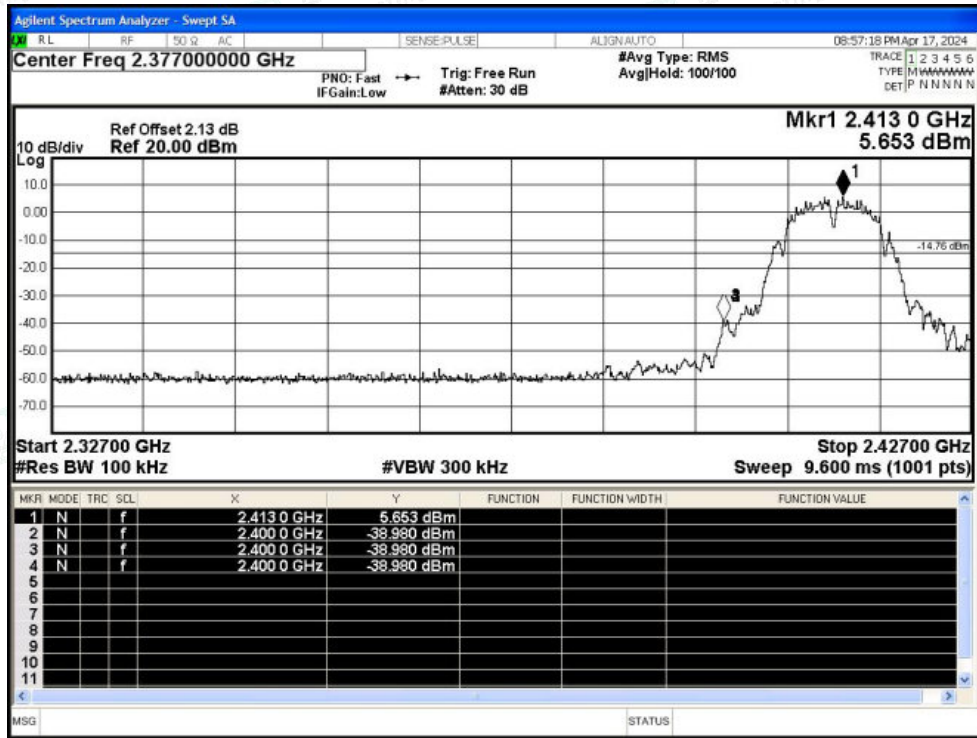 Agilent Spectrum Analyzer - Swept SA
RL RF 50 Ω AC SENSE:PULSE ALIGNAUTO 08:57:18 PM Apr 17, 2024
Center Freq 2.377000000 GHz #Avg Type: RMS TRACE 1 2 3 4 5 6
PNO: Fast Trig: Free Run Avg|Hold: 100/100 TYPE M
IFGain:Low #Atten: 30 dB DET P N N N N N
Mkr1 2.413 0 GHz
Ref Offset 2.13 dB
10 dB/div Ref 20.00 dBm 5.653 dBm
Log
1
10.0
0.00
-10.0
-14.76 dBm
-20.0
-30.0
-40.0
-50.0
-60.0
-70.0
Start 2.32700 GHz Stop 2.42700 GHz
#Res BW 100 kHz #VBW 300 kHz Sweep 9.600 ms (1001 pts)
MKR MODE TRC SCL X Y FUNCTION FUNCTION WIDTH FUNCTION VALUE
1 N f 2.413 0 GHz 5.653 dBm
2 N f 2.400 0 GHz -38.980 dBm
3 N f 2.400 0 GHz -38.980 dBm
4 N f 2.400 0 GHz -38.980 dBm
5
6
7
8
9
10
11
MSG STATUS